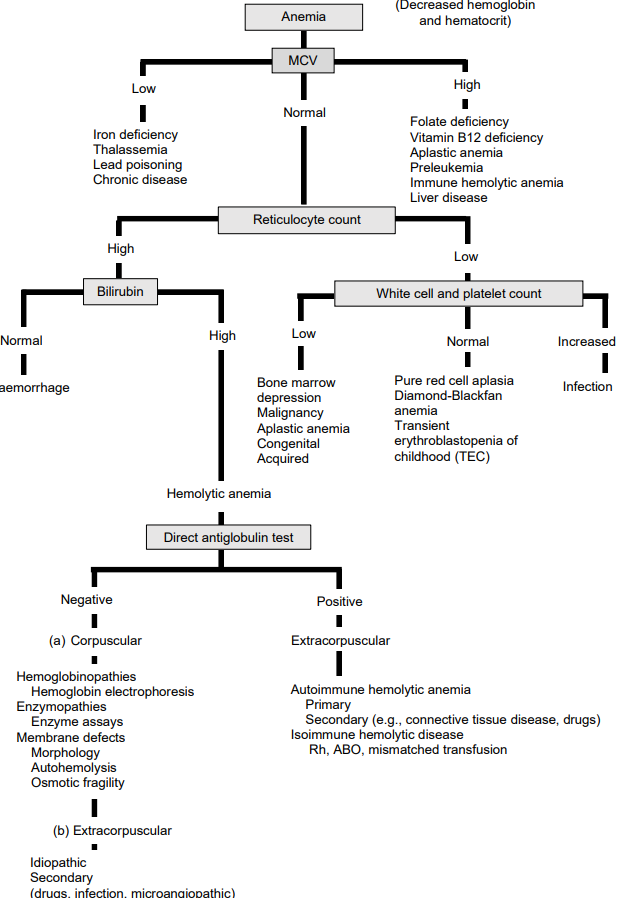 Anemia
(Decreased hemoglobin
and hematocrit)
MCV
Low
Normal
High
Iron deficiency
Thalassemia
Lead poisoning
Chronic disease
Folate deficiency
Vitamin B12 deficiency
Aplastic anemia
Preleukemia
Immune hemolytic anemia
Liver disease
Reticulocyte count
High
Low
Bilirubin
White cell and platelet count
Normal
High
Low
Normal
Increased
aemorrhage
Bone marrow
depression
Malignancy
Aplastic anemia
Congenital
Acquired
Pure red cell aplasia
Diamond-Blackfan
anemia
Transient
erythroblastopenia of
childhood (TEC)
Infection
Hemolytic anemia
Direct antiglobulin test
Negative
Positive
(a) Corpuscular
Extracorpuscular
Hemoglobinopathies
Hemoglobin electrophoresis
Enzymopathies
Enzyme assays
Membrane defects
Morphology
Autohemolysis
Osmotic fragility
Autoimmune hemolytic anemia
Primary
Secondary (e.g., connective tissue disease, drugs)
Isoimmune hemolytic disease
Rh, ABO, mismatched transfusion
(b) Extracorpuscular
Idiopathic
Secondary
(drugs, infection, microangiopathic)